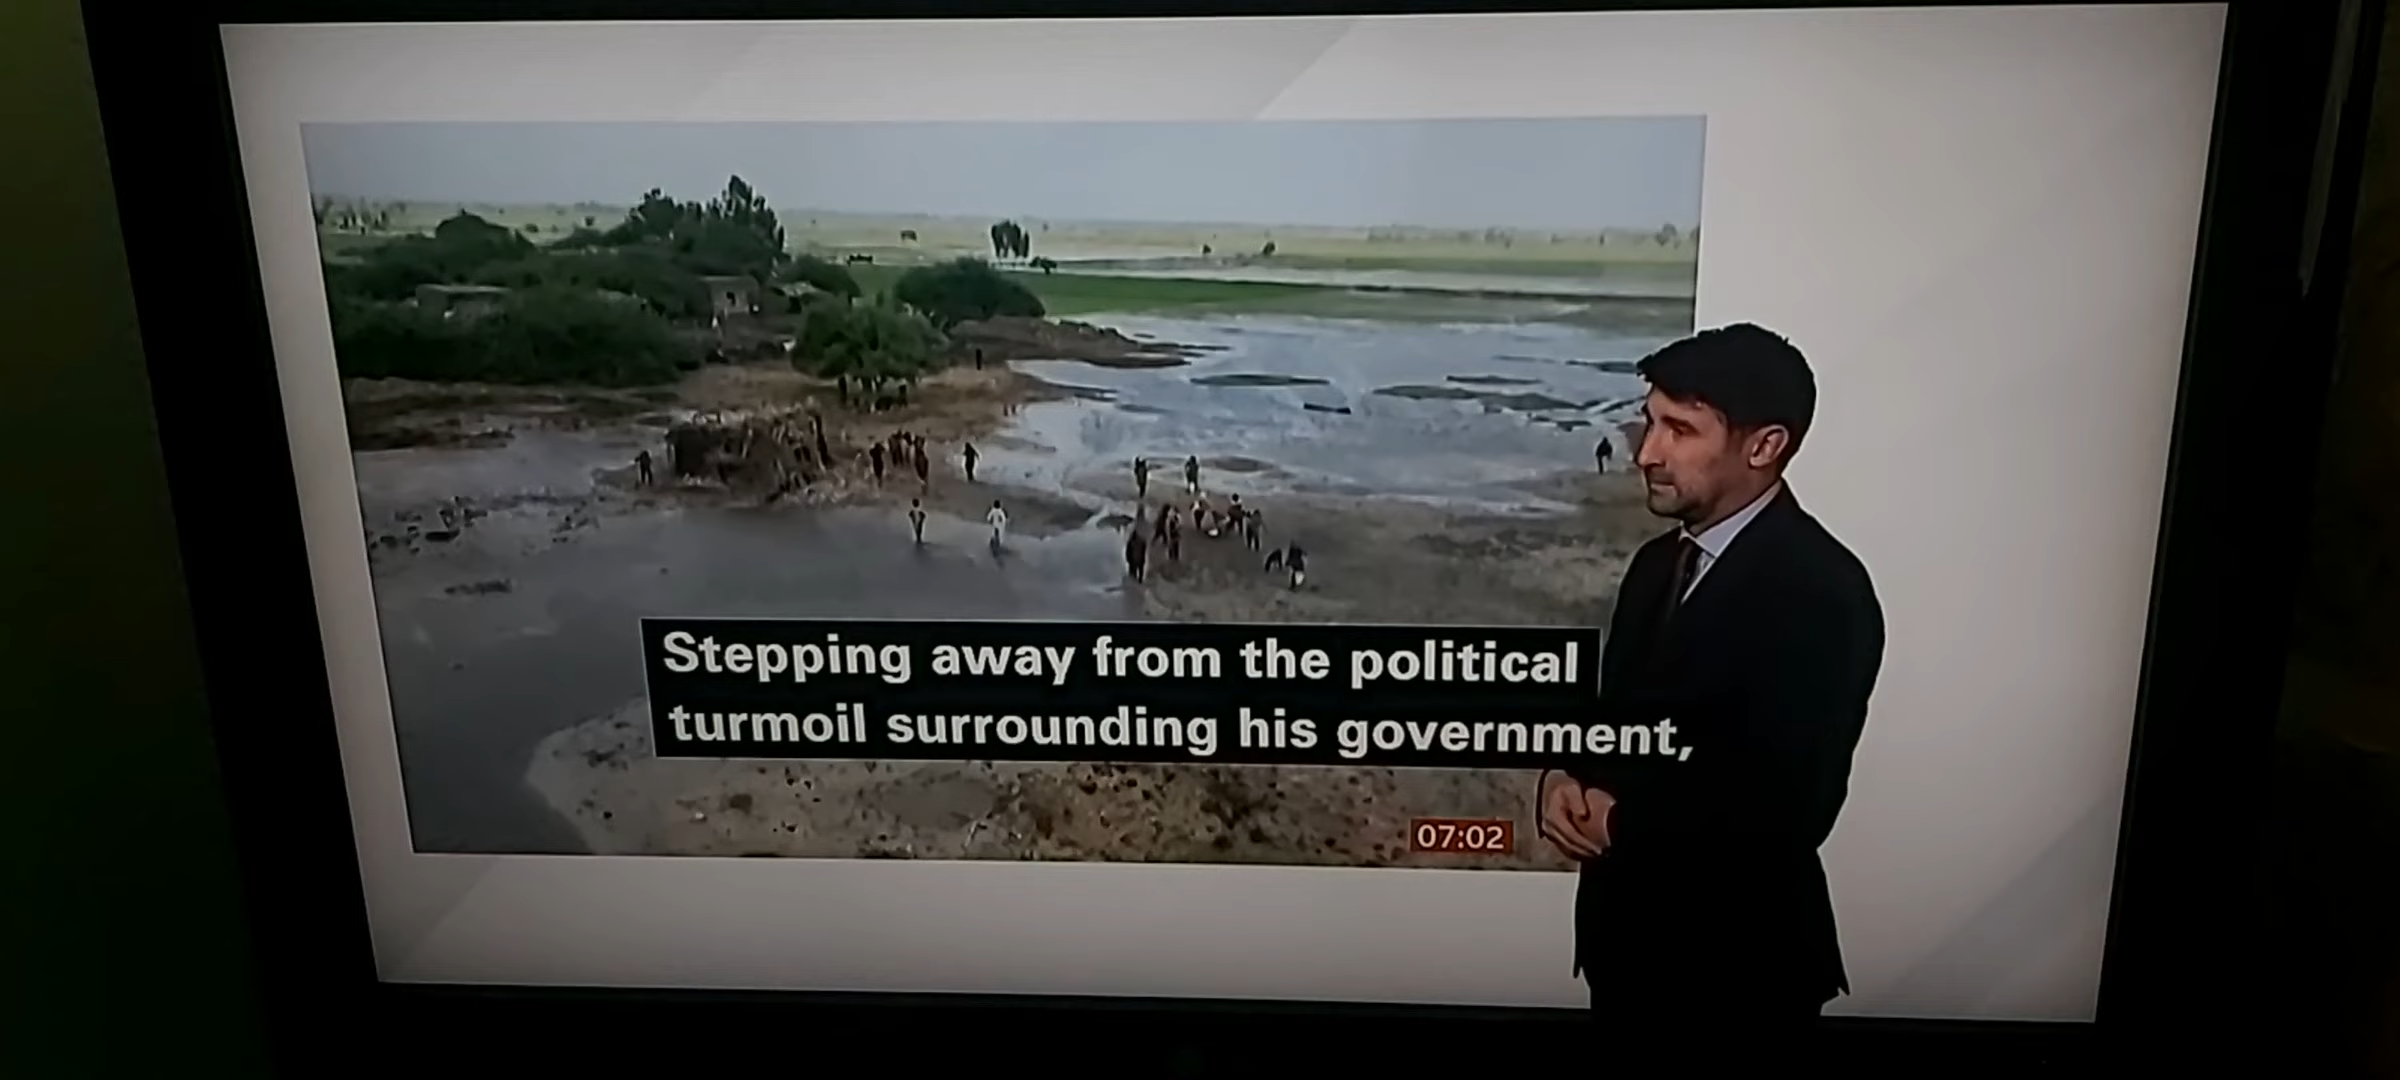 Stepping away from the political
turmoil surrounding his government,
07:02